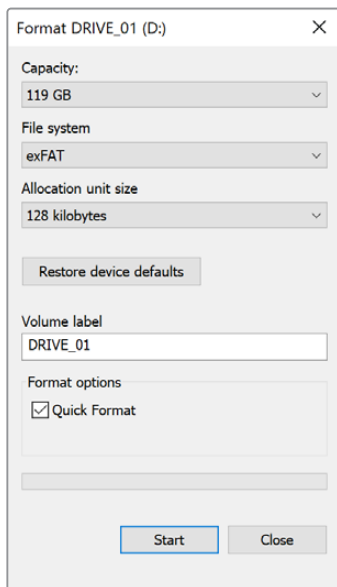 Format DRIVE_01 (D:)
Capacity:
119 GB
File system
exFAT
Allocation unit size
128 kilobytes
Restore device defaults
Volume label
DRIVE_01
Format options
Quick Format
Start Close